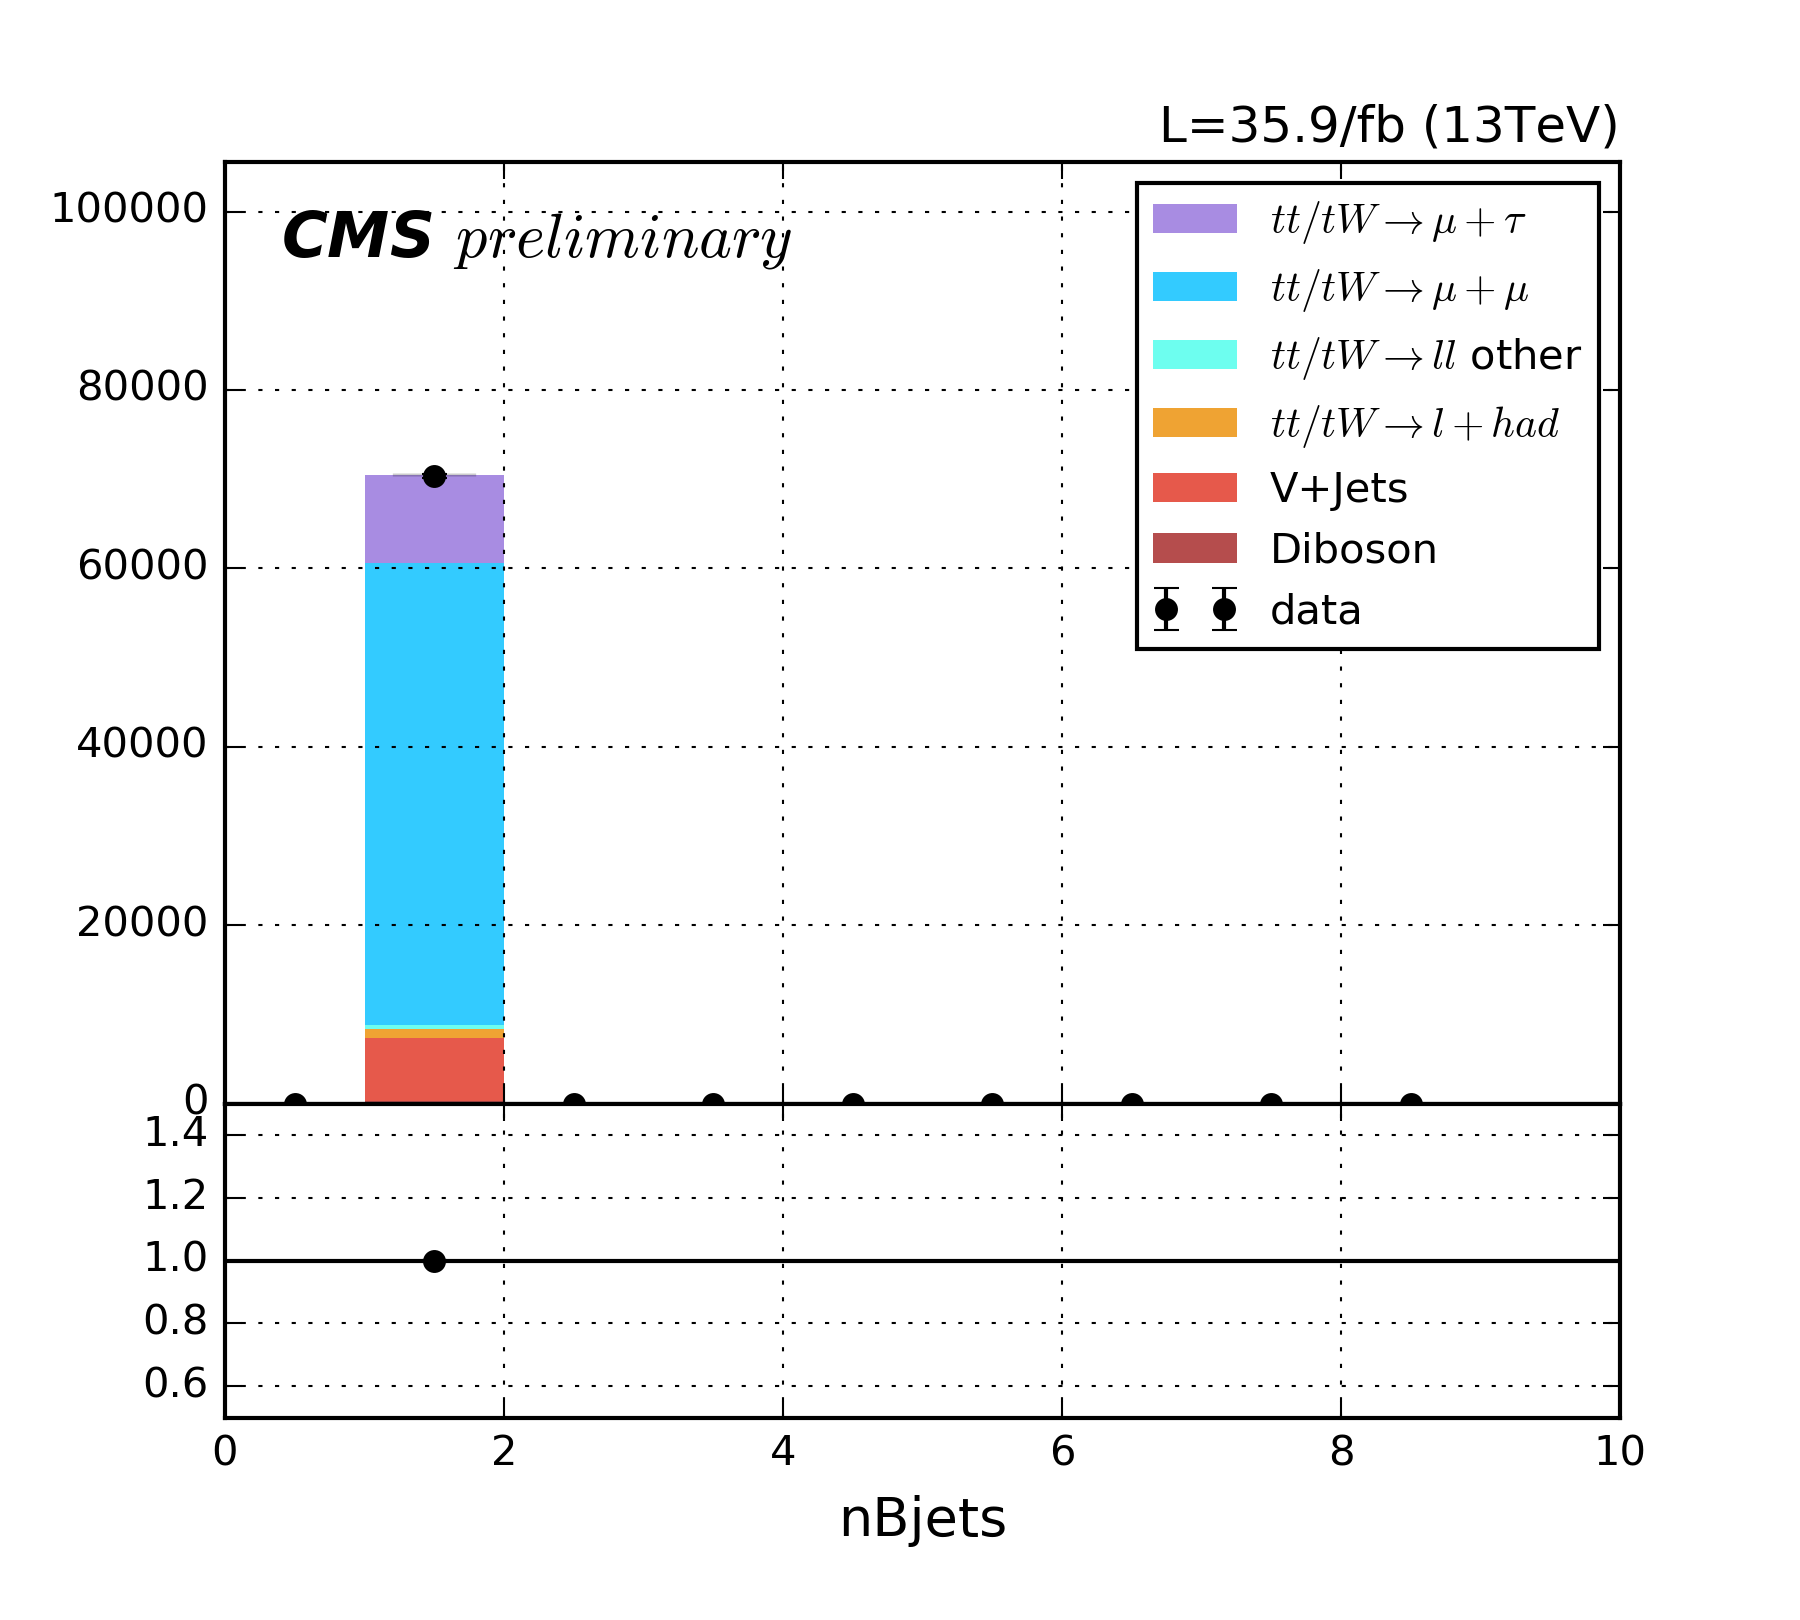 L=35.9/fb (13TeV)
CMS preliminary
100000
80000
60000
40000
20000
0
tt/tW→μ+τ
tt/tW→μ+μ
tt/tW→ll other
tt/tW→l+had
V+Jets
Diboson
data
1.4
1.2
1.0
0.8
0.6
0 2 4 6 8 10
nBjets